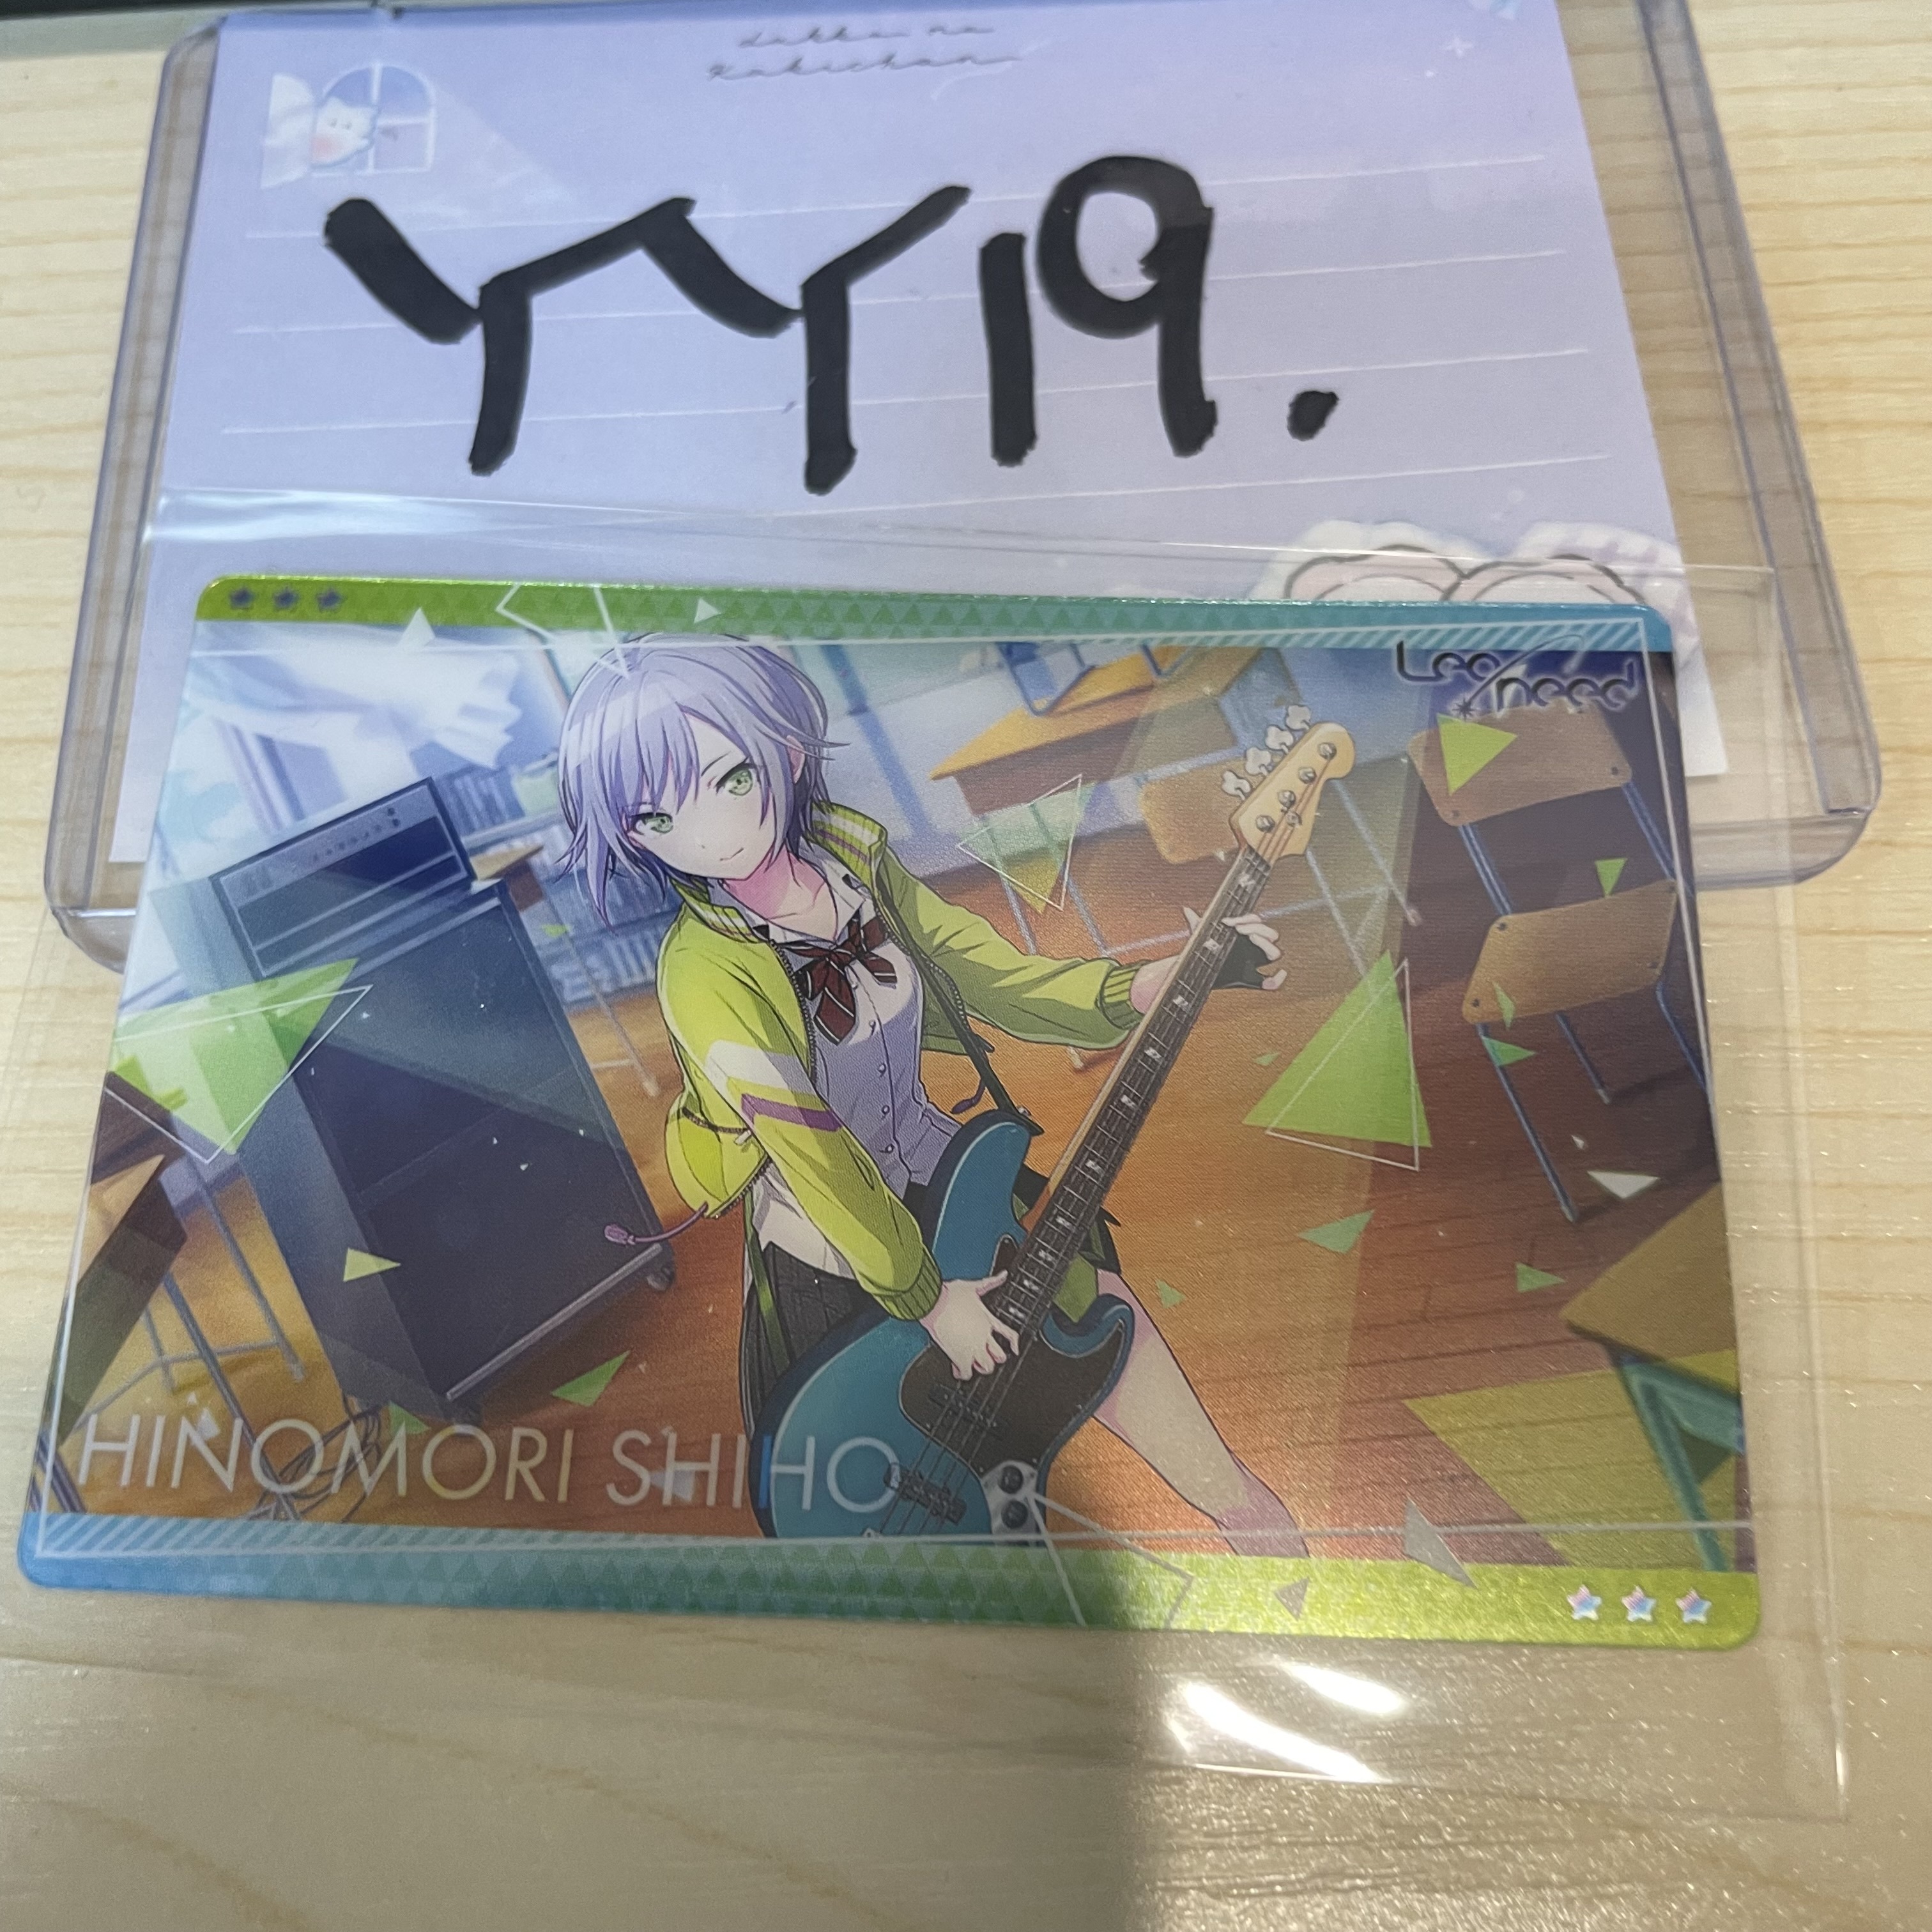 YY19.
Leo/need
HINOMORI SHIHO